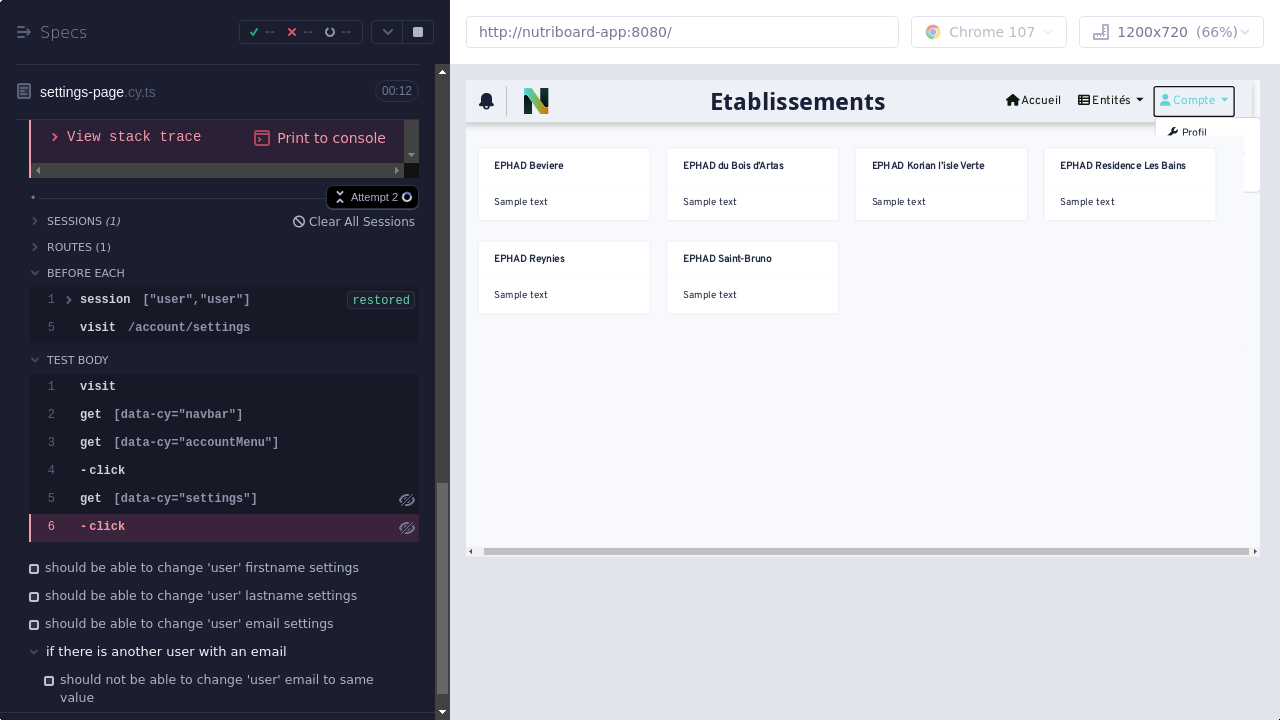 Specs
--
--
--
http://nutriboard-app:8080/
Chrome 107
1200x720 (66%)
settings-page.cy.ts
00:12
View stack trace
Print to console
Attempt 2
SESSIONS (1)
Clear All Sessions
ROUTES (1)
BEFORE EACH
1 session ["user","user"] restored
5 visit /account/settings
TEST BODY
1 visit
2 get [data-cy="navbar"]
3 get [data-cy="accountMenu"]
4 -click
5 get [data-cy="settings"]
6 -click
should be able to change 'user' firstname settings
should be able to change 'user' lastname settings
should be able to change 'user' email settings
if there is another user with an email
should not be able to change 'user' email to same
value
Etablissements
Accueil
Entités
Compte
Profil
EPHAD Beviere
Sample text
EPHAD du Bois d'Artas
Sample text
EPHAD Korian l'isle Verte
Sample text
EPHAD Residence Les Bains
Sample text
EPHAD Reynies
Sample text
EPHAD Saint-Bruno
Sample text